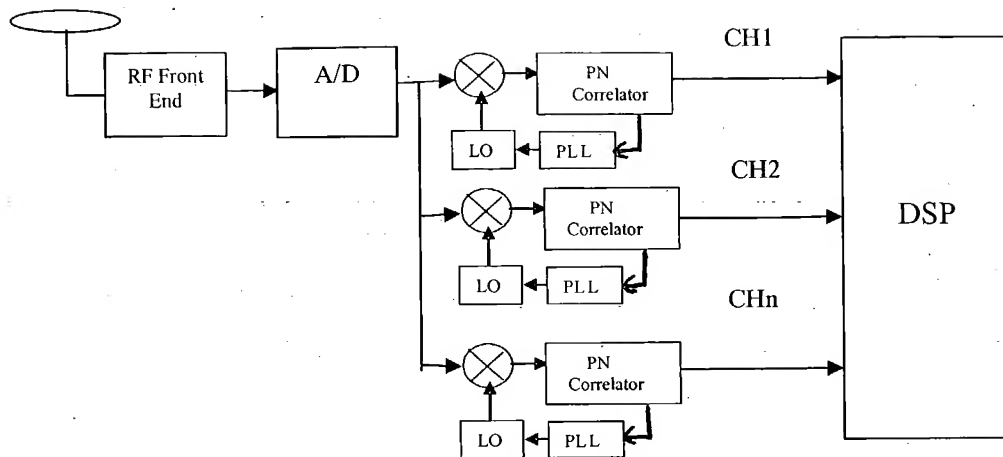 CH1
RF Front
End
A/D
PN
Correlator
LO
PLL
CH2
PN
Correlator
DSP
LO
PLL
CHn
PN
Correlator
LO
PLL